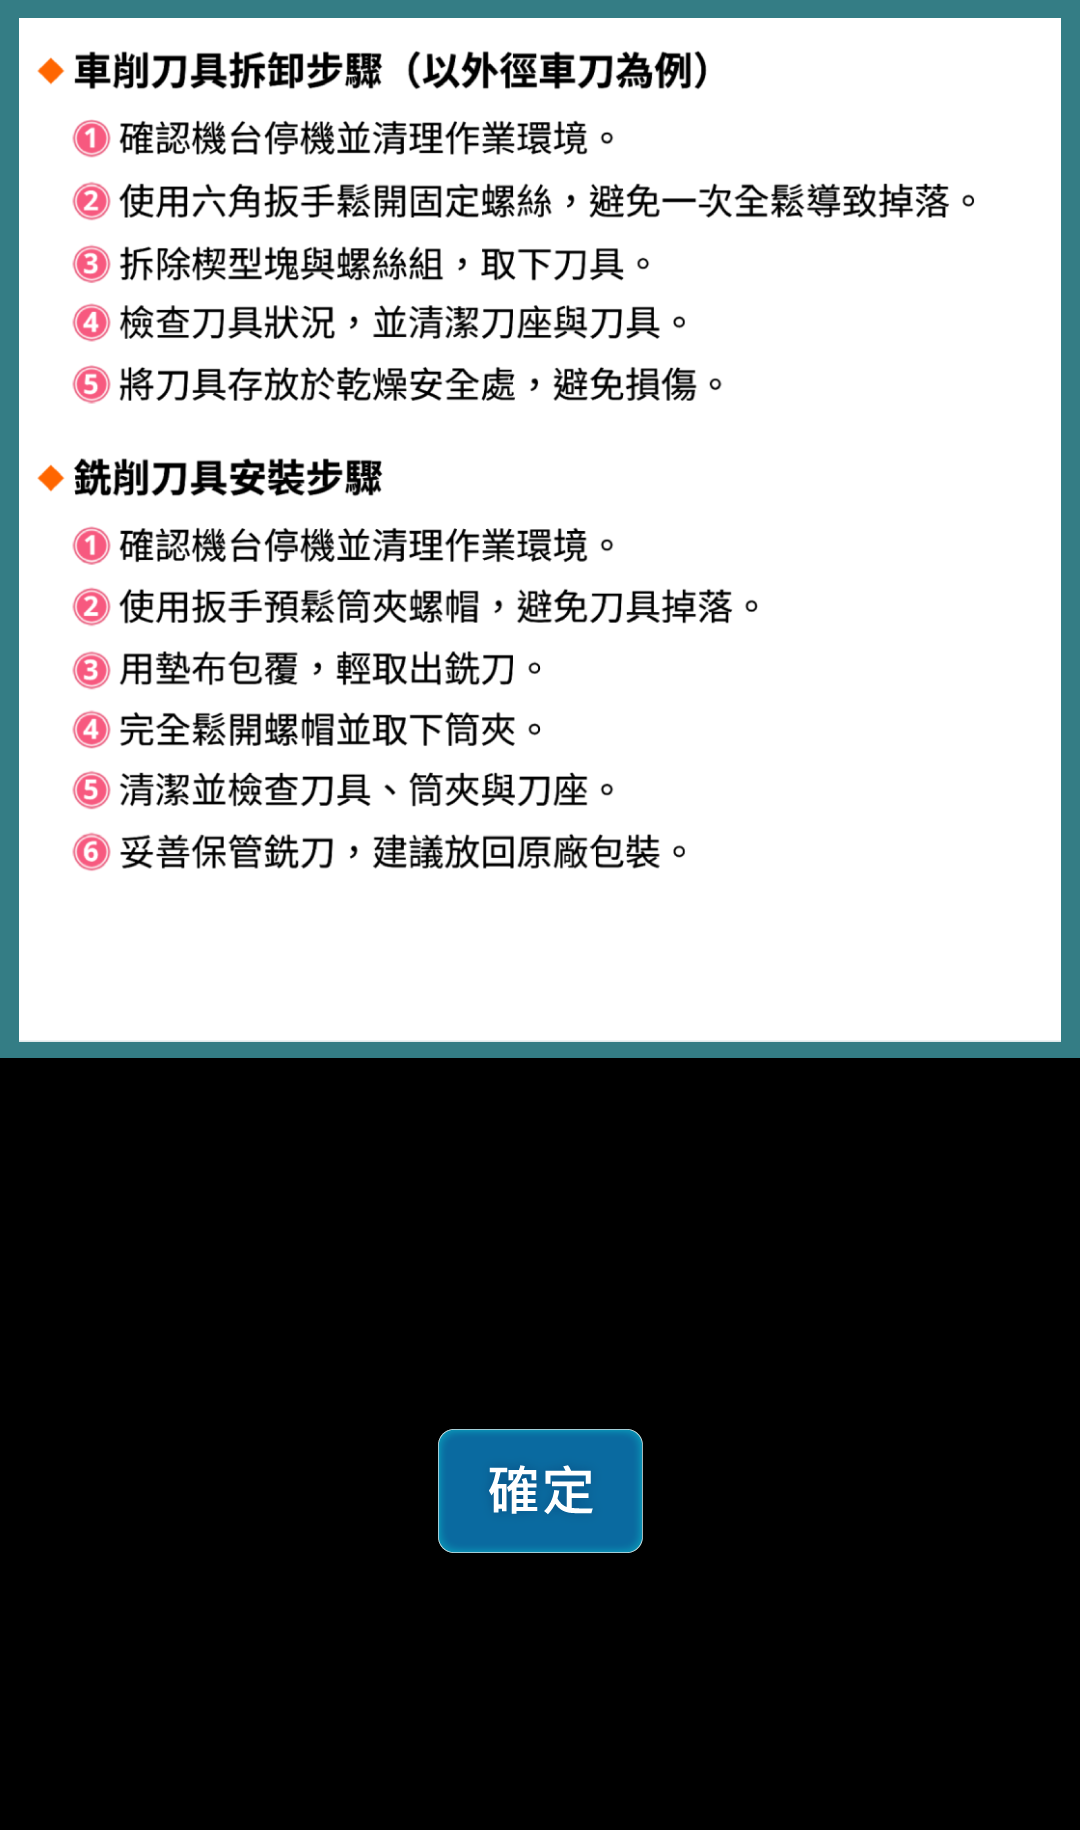 ◆ 車削刀具拆卸步驟（以外徑車刀為例）
1 確認機台停機並清理作業環境。
2 使用六角扳手鬆開固定螺絲，避免一次全鬆導致掉落。
3 拆除楔型塊與螺絲組，取下刀具。
4 檢查刀具狀況，並清潔刀座與刀具。
5 將刀具存放於乾燥安全處，避免損傷。
◆ 銑削刀具安裝步驟
1 確認機台停機並清理作業環境。
2 使用扳手預鬆筒夾螺帽，避免刀具掉落。
3 用墊布包覆，輕取出銑刀。
4 完全鬆開螺帽並取下筒夾。
5 清潔並檢查刀具、筒夾與刀座。
6 妥善保管銑刀，建議放回原廠包裝。
確定